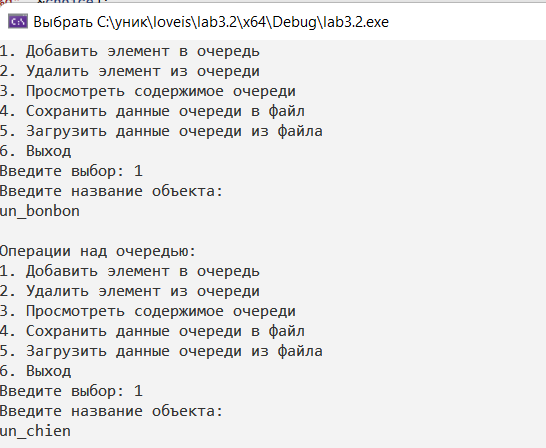 Выбрать C:\уник\loveis\lab3.2\x64\Debug\lab3.2.exe
1. Добавить элемент в очередь
2. Удалить элемент из очереди
3. Просмотреть содержимое очереди
4. Сохранить данные очереди в файл
5. Загрузить данные очереди из файла
6. Выход
Введите выбор: 1
Введите название объекта:
un_bonbon
Операции над очередью:
1. Добавить элемент в очередь
2. Удалить элемент из очереди
3. Просмотреть содержимое очереди
4. Сохранить данные очереди в файл
5. Загрузить данные очереди из файла
6. Выход
Введите выбор: 1
Введите название объекта:
un_chien